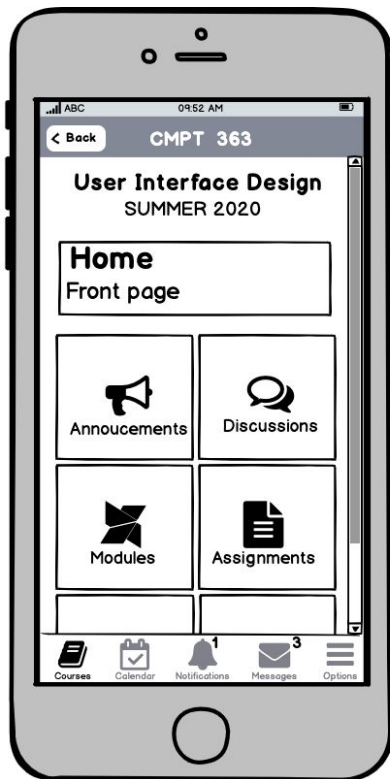 ABC 09:52 AM
Back CMPT 363
User Interface Design
SUMMER 2020
Home
Front page
Annoucements Discussions
Modules Assignments
1 3
Courses Calendar Notifications Messages Options